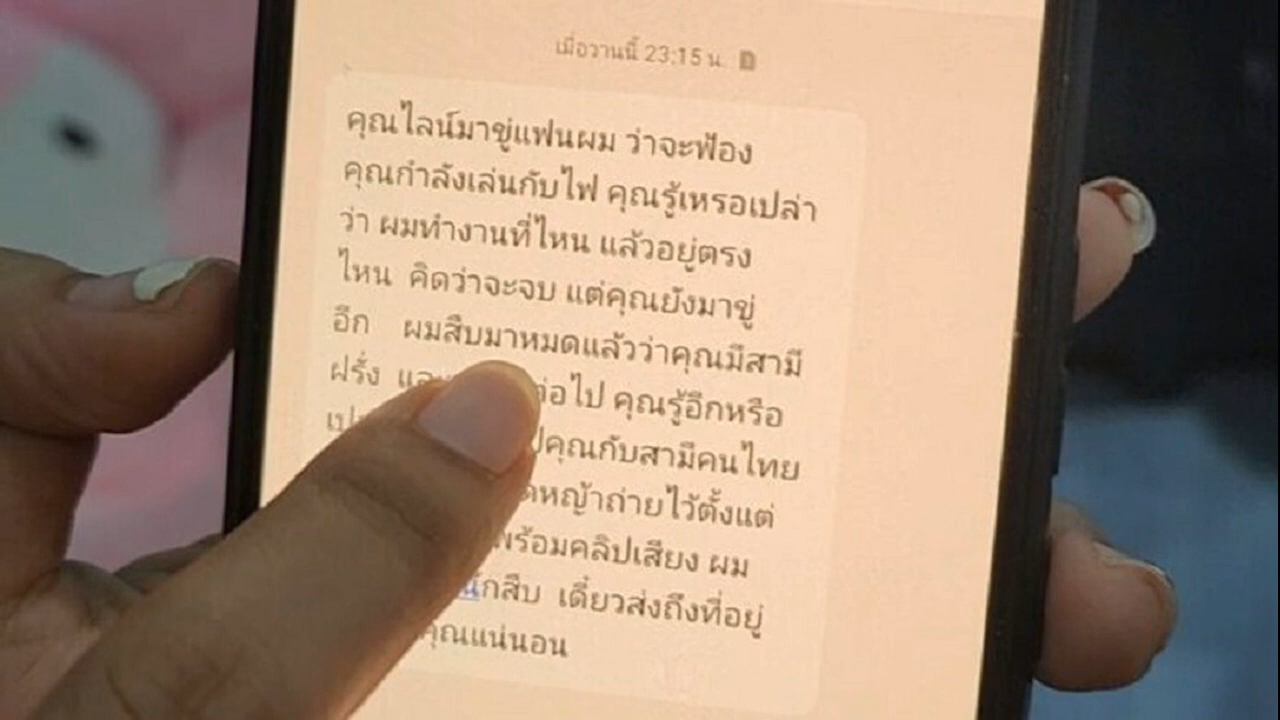 เมื่อวานนี้ 23:15 น.
คุณไลน์มาขู่แฟนผม ว่าจะฟ้อง
คุณกำลังเล่นกับไฟ คุณรู้เหรอเปล่า
ว่า ผมทำงานที่ไหน แล้วอยู่ตรง
ไหน คิดว่าจะจบ แต่คุณยังมาขู่
อีก ผมสืบมาหมดแล้วว่าคุณมีสามี
ฝรั่ง ต่อไป คุณรู้อีกหรือ
คุณกับสามีคนไทย
หญ้าถ่ายไว้ตั้งแต่
พร้อมคลิปเสียง ผม
นักสืบ เดี๋ยวส่งถึงที่อยู่
คุณแน่นอน